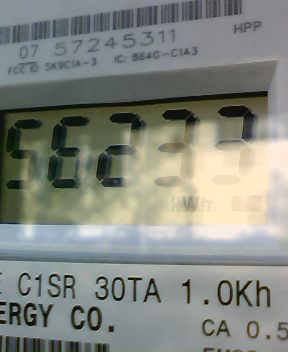 HPP
07 57245311
FCC ID: SK9C1A-3 IC: 864G-C1A3
56233
kWh
C1SR 30TA 1.0Kh
ERGY CO.
CA 0.5